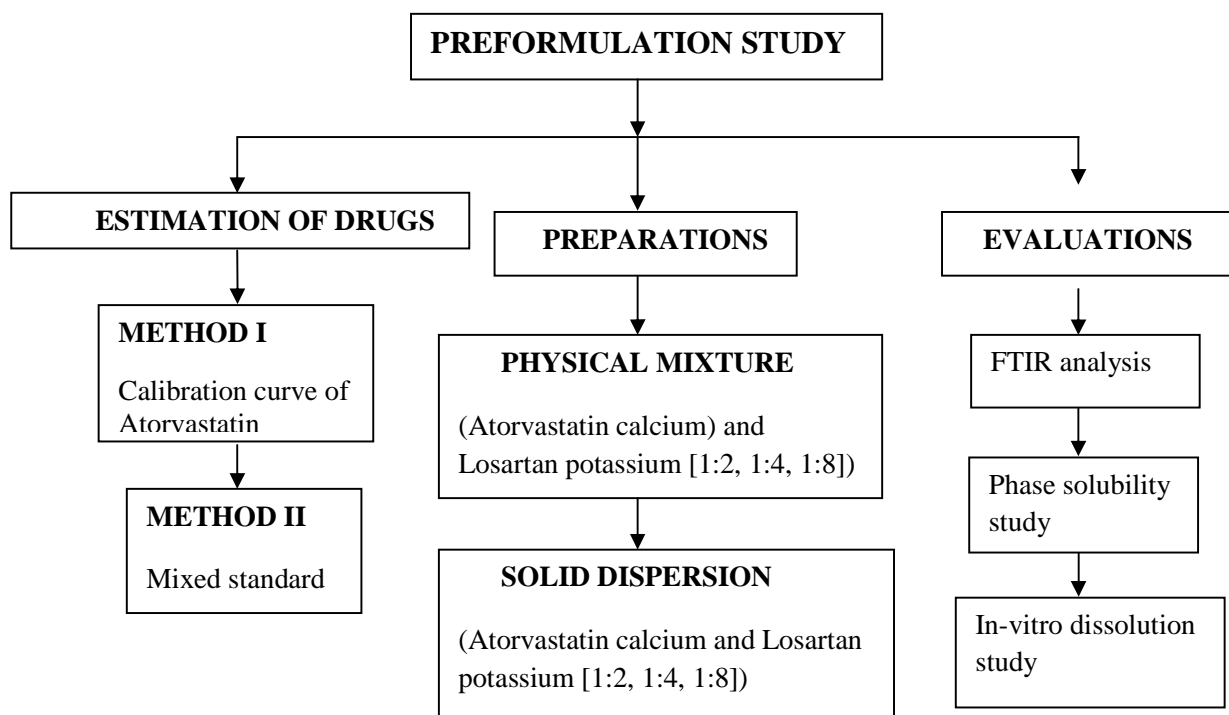 PREFORMULATION STUDY
ESTIMATION OF DRUGS
METHOD I
Calibration curve of
Atorvastatin
METHOD II
Mixed standard
PREPARATIONS
PHYSICAL MIXTURE
(Atorvastatin calcium) and
Losartan potassium [1:2, 1:4, 1:8])
SOLID DISPERSION
(Atorvastatin calcium and Losartan
potassium [1:2, 1:4, 1:8])
EVALUATIONS
FTIR analysis
Phase solubility
study
In-vitro dissolution
study